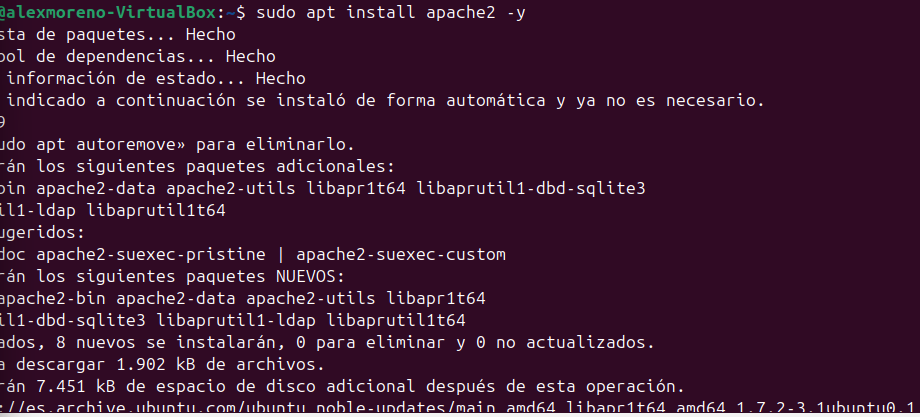 @alexmoreno-VirtualBox:~$ sudo apt install apache2 -y
sta de paquetes... Hecho
bol de dependencias... Hecho
información de estado... Hecho
indicado a continuación se instaló de forma automática y ya no es necesario.
9
udo apt autoremove» para eliminarlo.
rán los siguientes paquetes adicionales:
bin apache2-data apache2-utils libapr1t64 libaprutil1-dbd-sqlite3
il1-ldap libaprutil1t64
ugeridos:
doc apache2-suexec-pristine | apache2-suexec-custom
rán los siguientes paquetes NUEVOS:
apache2-bin apache2-data apache2-utils libapr1t64
il1-dbd-sqlite3 libaprutil1-ldap libaprutil1t64
ados, 8 nuevos se instalarán, 0 para eliminar y 0 no actualizados.
a descargar 1.902 kB de archivos.
rán 7.451 kB de espacio de disco adicional después de esta operación.
://es.archive.ubuntu.com/ubuntu noble-updates/main amd64 libapr1t64 amd64 1.7.2-3.1ubuntu0.1